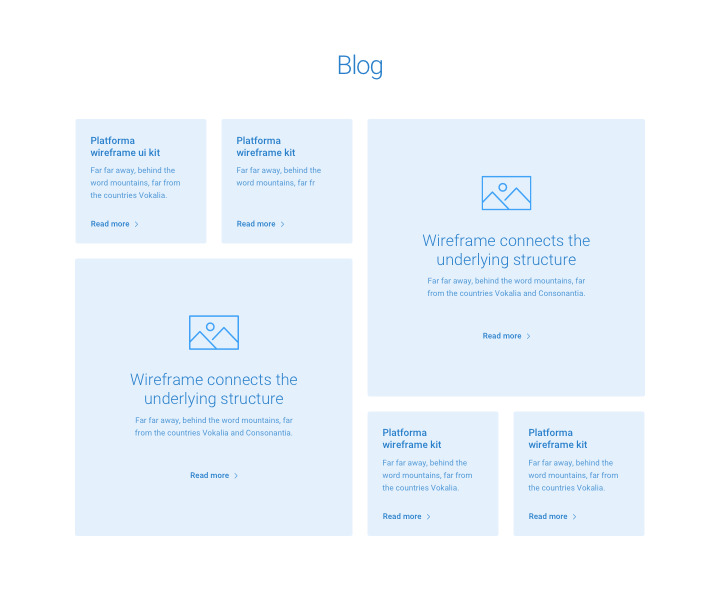 Blog
Platforma
wireframe ui kit
Far far away, behind the
word mountains, far from
the countries Vokalia.
Read more
Platforma
wireframe kit
Far far away, behind the
word mountains, far fr
Read more
Wireframe connects the
underlying structure
Far far away, behind the word mountains, far
from the countries Vokalia and Consonantia.
Read more
Wireframe connects the
underlying structure
Far far away, behind the word mountains, far
from the countries Vokalia and Consonantia.
Read more
Platforma
wireframe kit
Far far away, behind the
word mountains, far from
the countries Vokalia.
Read more
Platforma
wireframe kit
Far far away, behind the
word mountains, far from
the countries Vokalia.
Read more